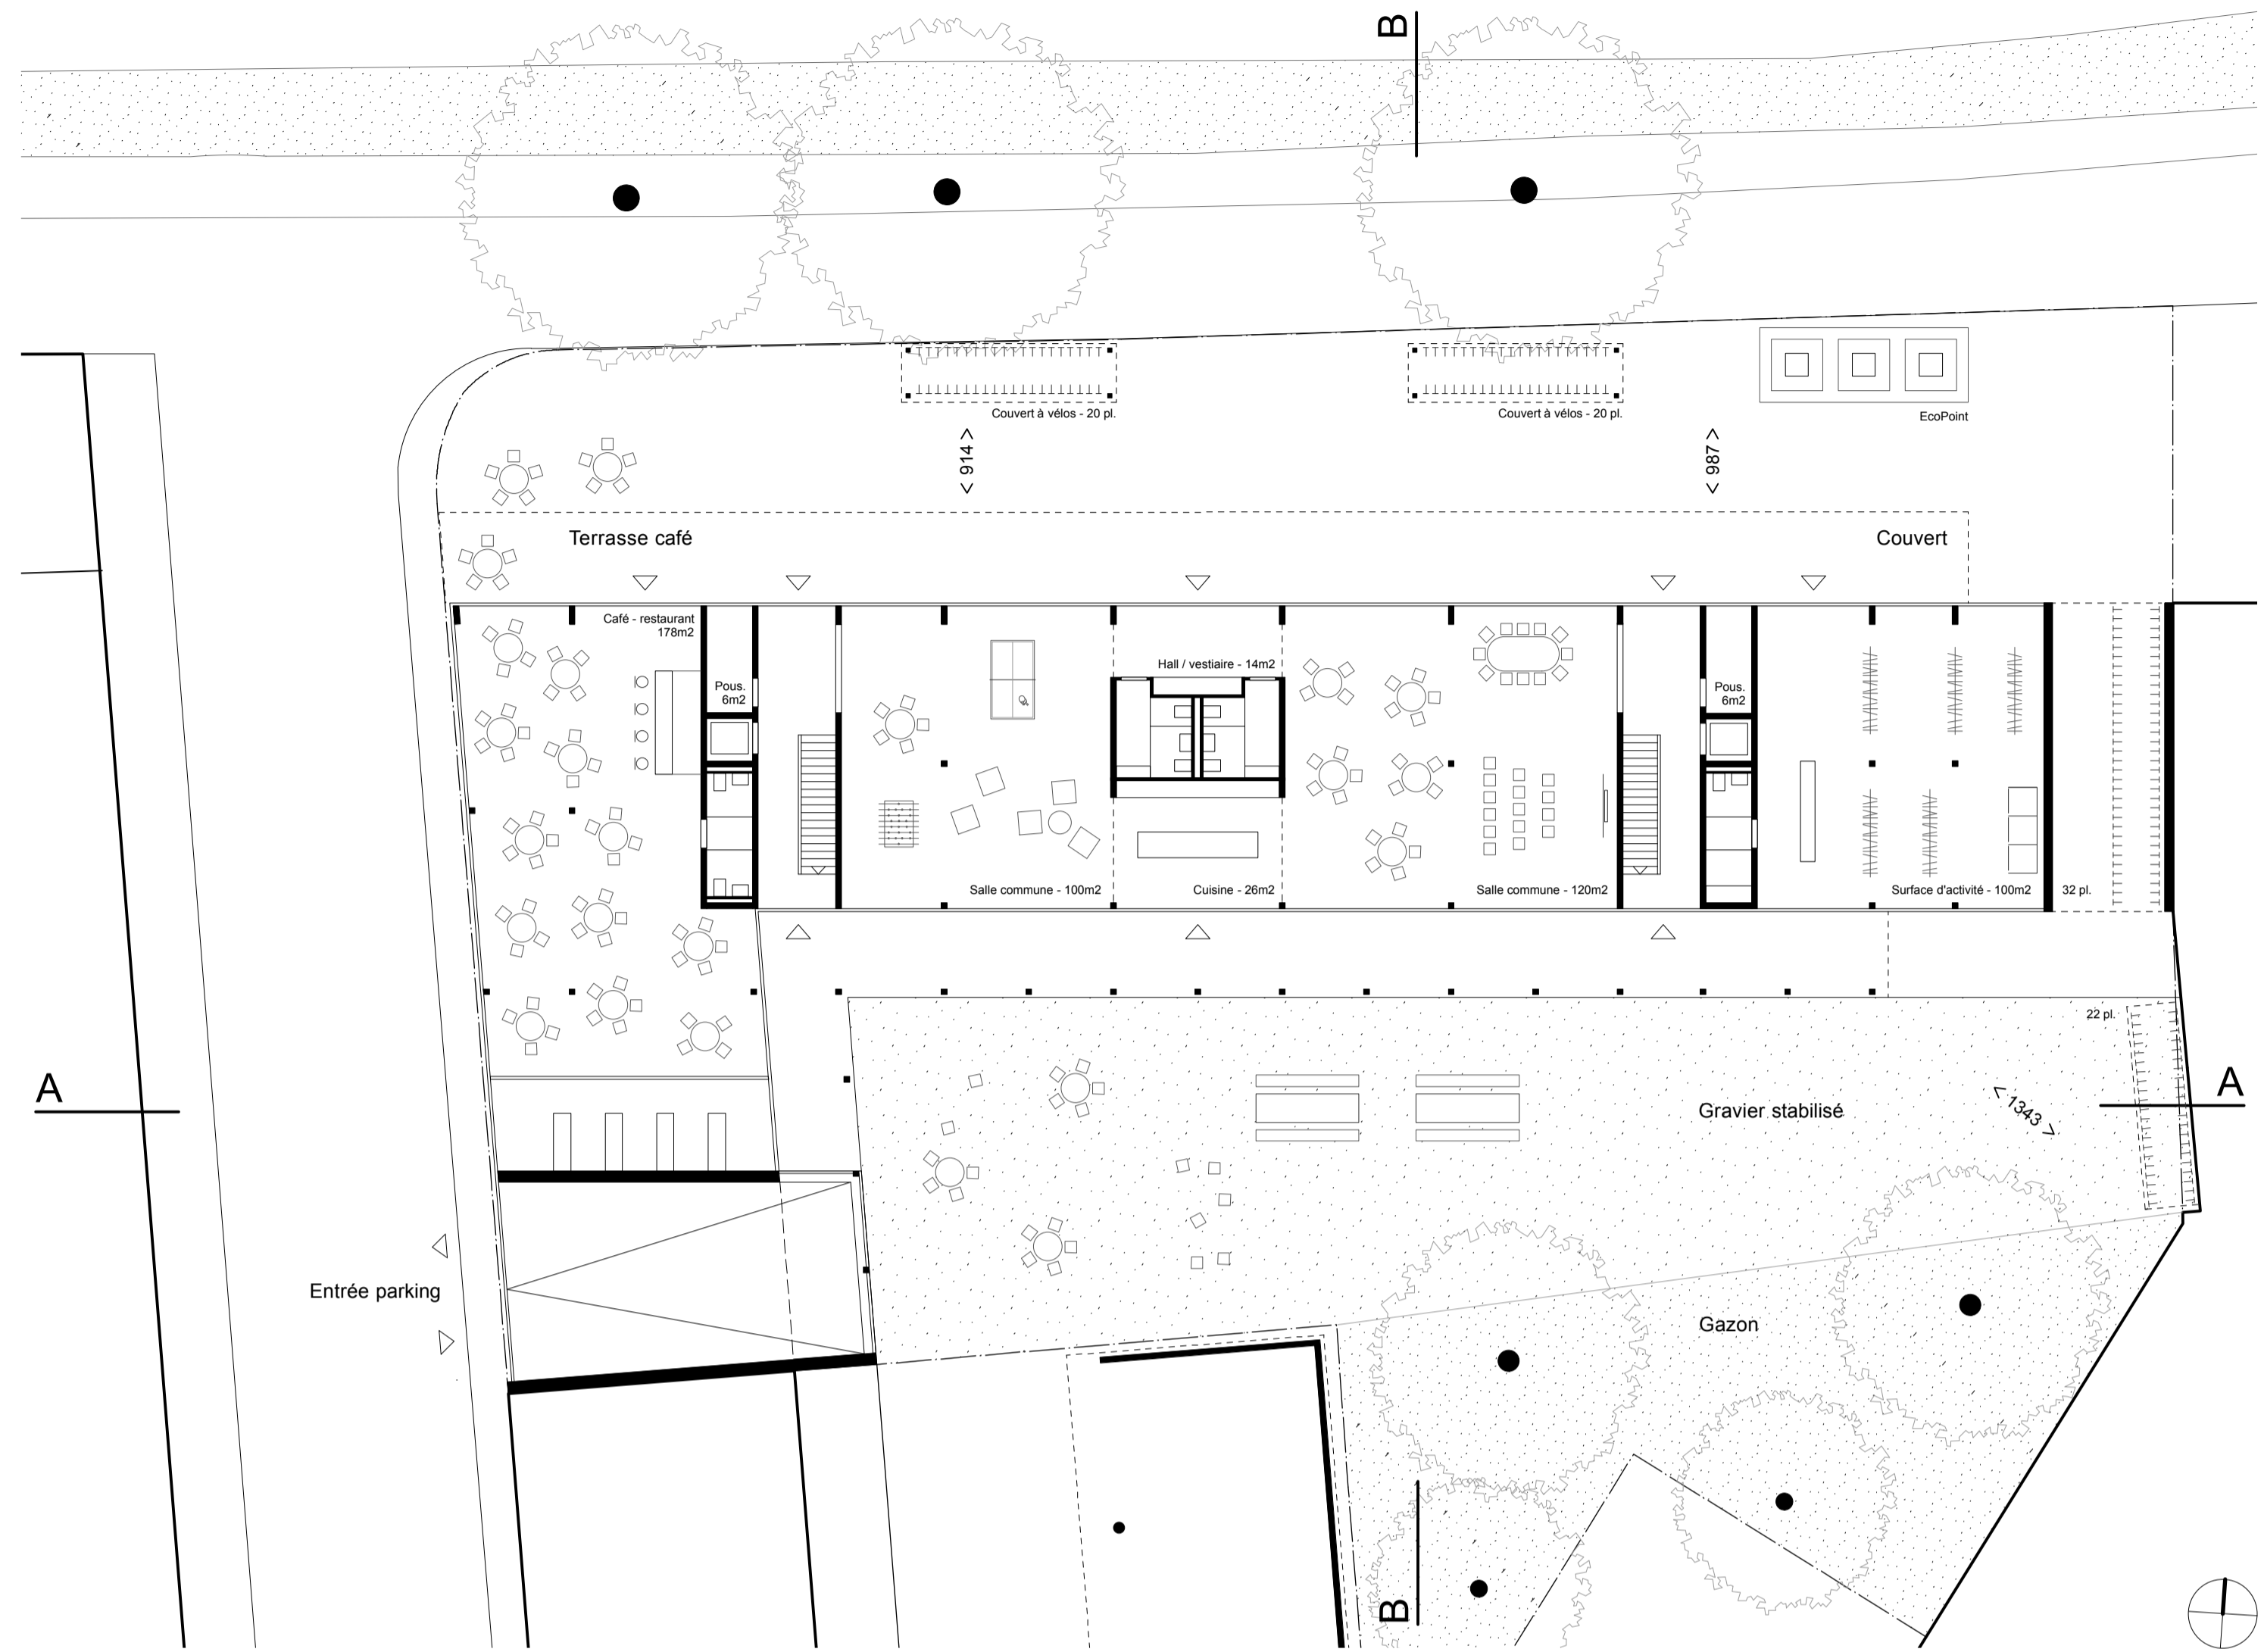 B
Couvert à vélos - 20 pl.
Couvert à vélos - 20 pl.
EcoPoint
< 914 >
< 987 >
Terrasse café
Couvert
Café - restaurant
178m2
Pous.
6m2
Hall / vestiaire - 14m2
Pous.
6m2
Salle commune - 100m2
Cuisine - 26m2
Salle commune - 120m2
Surface d'activité - 100m2
32 pl.
22 pl.
A
Gravier stabilisé
< 1343 >
A
Entrée parking
Gazon
B